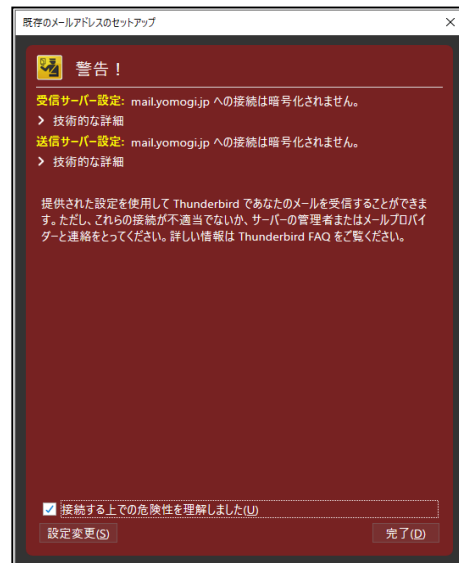 既存のメールアドレスのセットアップ
警告！
受信サーバー設定: mail.yomogi.jp への接続は暗号化されません。
技術的な詳細
送信サーバー設定: mail.yomogi.jp への接続は暗号化されません。
技術的な詳細
提供された設定を使用して Thunderbird であなたのメールを受信することができま
す。ただし、これらの接続が不適当でないか、サーバーの管理者またはメールプロバイ
ダーと連絡をとってください。詳しい情報は Thunderbird FAQ をご覧ください。
接続する上での危険性を理解しました(U)
設定変更(S) 完了(D)